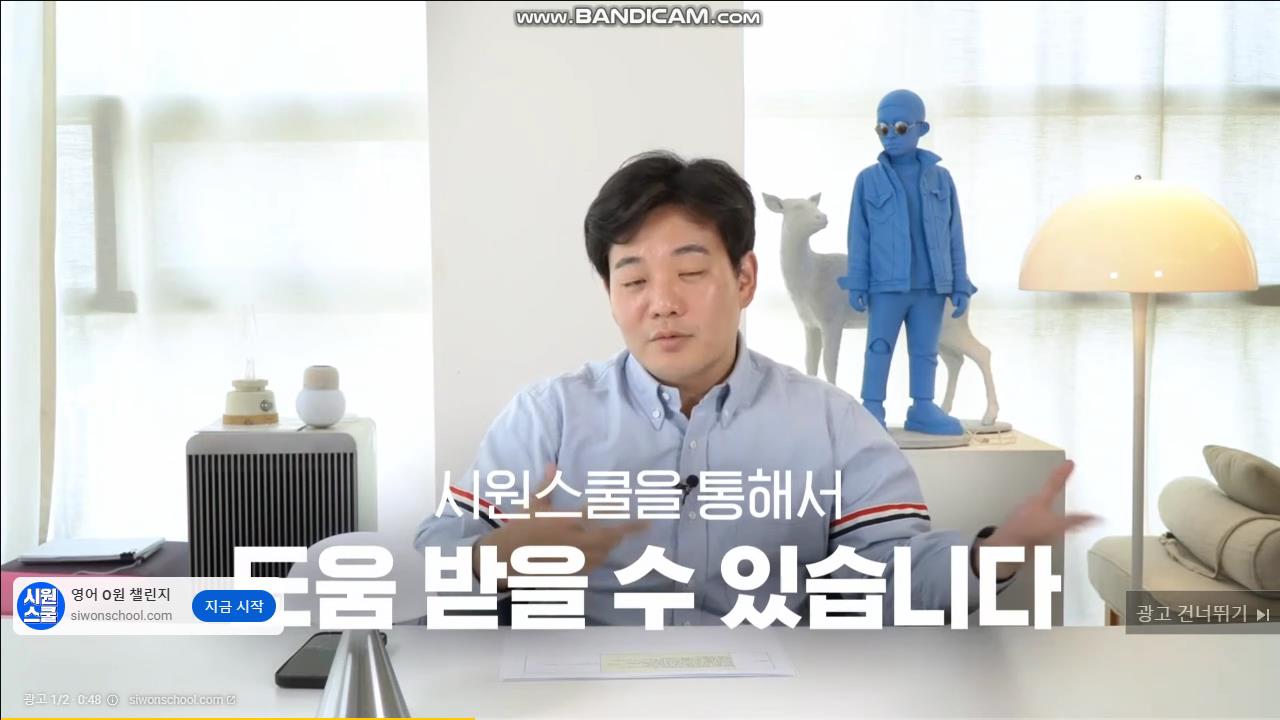 www.BANDICAM.com
시원스쿨을 통해서
도움 받을 수 있습니다
시원
스쿨
영어 0원 챌린지
siwonschool.com
지금 시작
광고 건너뛰기
광고 1/2 · 0:48
siwonschool.com